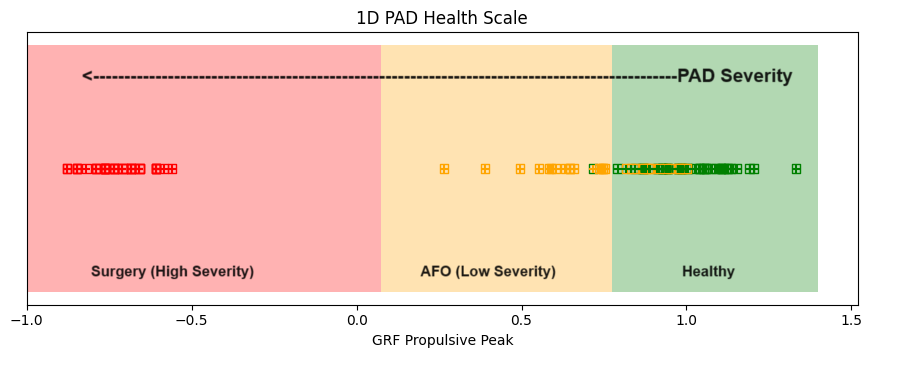 1D PAD Health Scale
<------------------------------------------------------------------------------------------------PAD Severity
Surgery (High Severity) AFO (Low Severity) Healthy
−1.0 −0.5 0.0 0.5 1.0 1.5
GRF Propulsive Peak